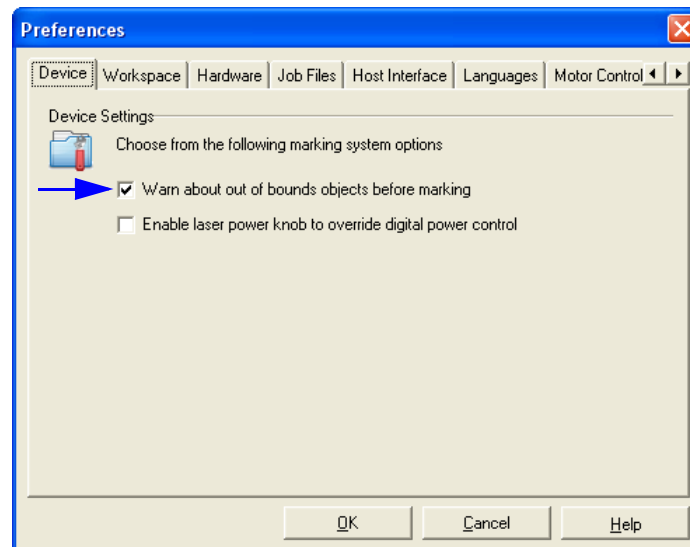 Preferences
Device Workspace Hardware Job Files Host Interface Languages Motor Control
Device Settings
Choose from the following marking system options
Warn about out of bounds objects before marking
Enable laser power knob to override digital power control
OK Cancel Help